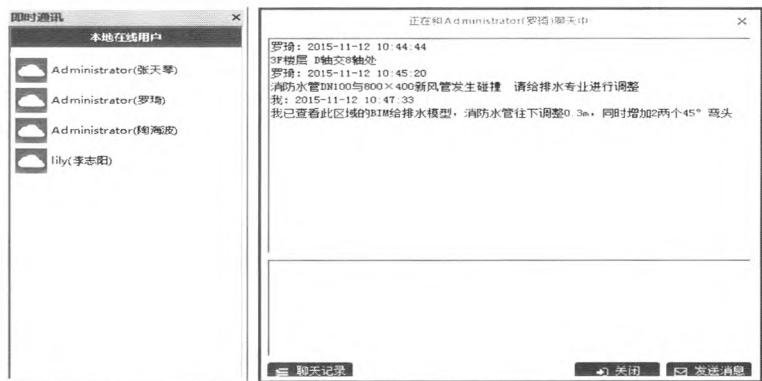 即时通讯
×
本地在线用户
Administrator(张天琴)
Administrator(罗琦)
Administrator(陶海波)
lily(李志阳)
正在和Administrator(罗琦)聊天中
×
罗琦: 2015-11-12 10:44:44
3F楼层 D轴交8轴处
罗琦: 2015-11-12 10:45:20
消防水管DN100与800×400新风管发生碰撞 请给排水专业进行调整
我: 2015-11-12 10:47:33
我已查看此区域的BIM给排水模型，消防水管往下调整0.3m，同时增加2两个45°弯头
聊天记录
关闭
发送消息